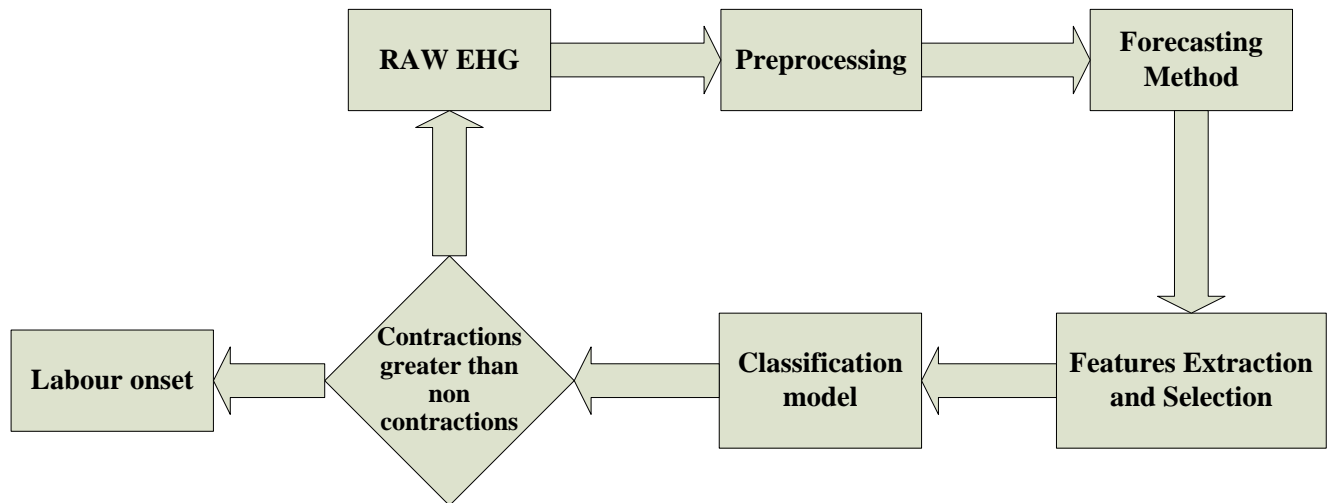 RAW EHG
Preprocessing
Forecasting
Method
Features Extraction
and Selection
Classification
model
Contractions
greater than
non
contractions
Labour onset